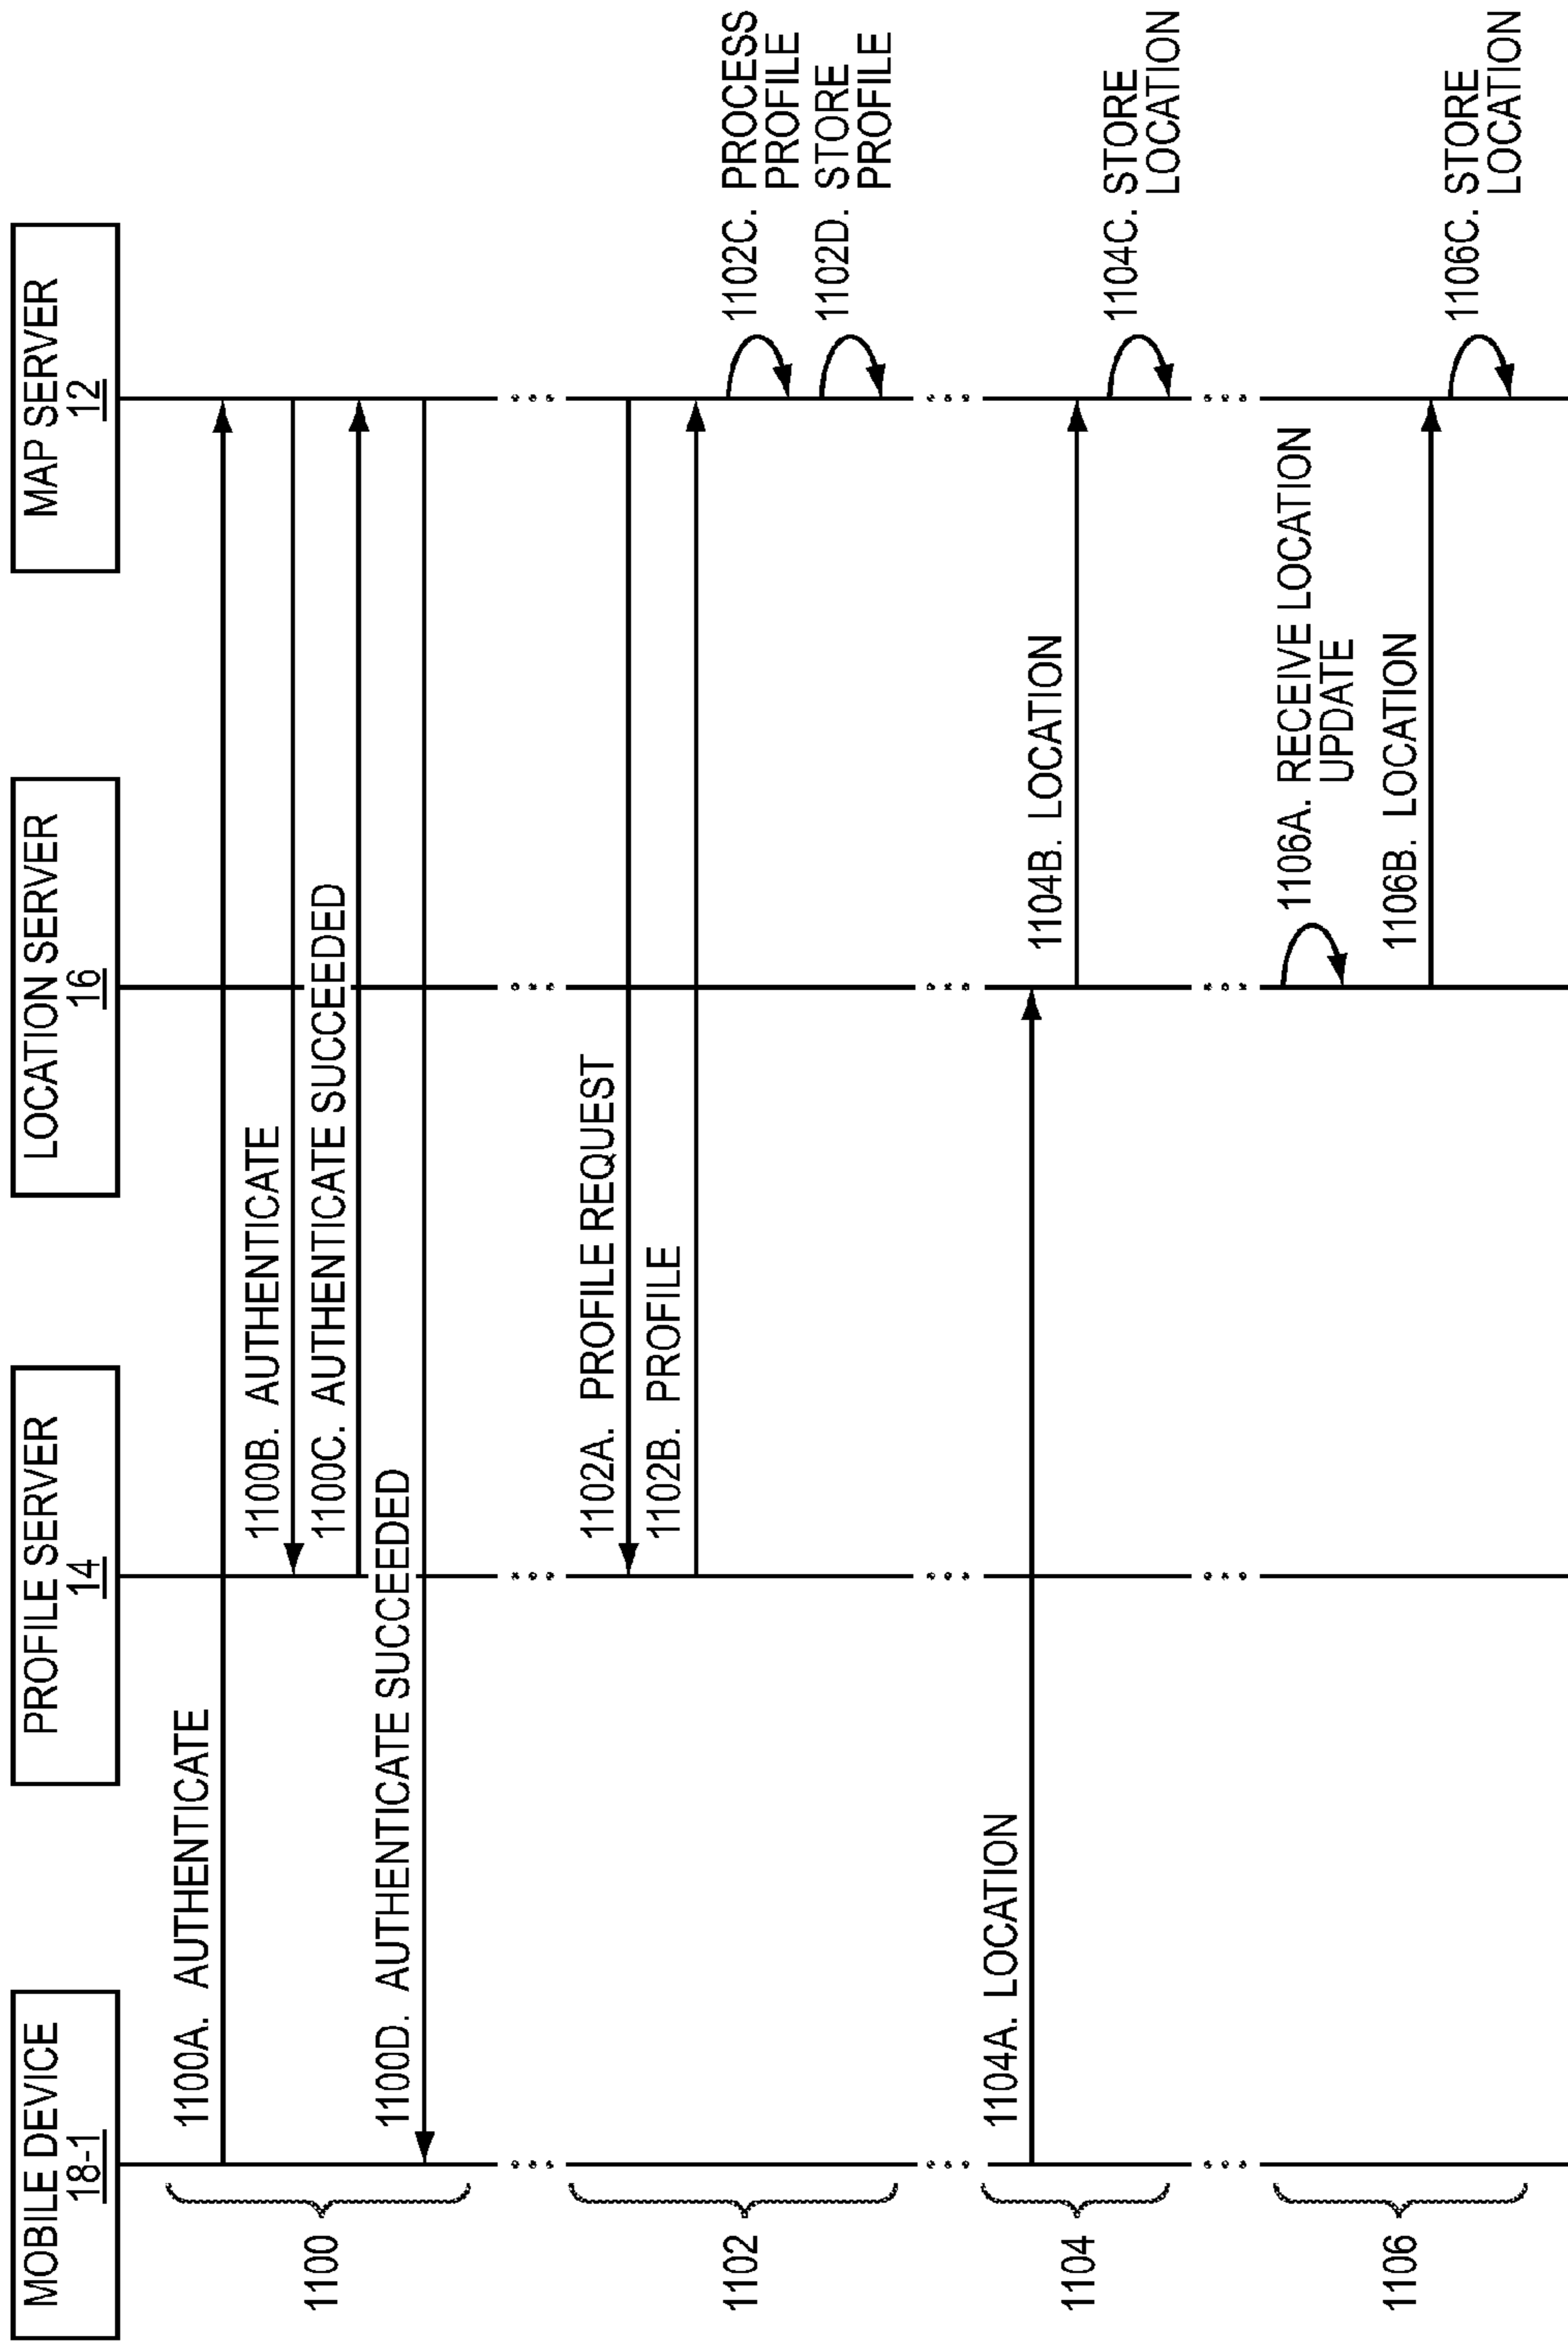 MOBILE DEVICE
18-1
PROFILE SERVER
14
LOCATION SERVER
16
MAP SERVER
12
1100
1100A. AUTHENTICATE
1100B. AUTHENTICATE
1100C. AUTHENTICATE SUCCEEDED
1100D. AUTHENTICATE SUCCEEDED
1102
1102A. PROFILE REQUEST
1102B. PROFILE
1102C. PROCESS
PROFILE
1102D. STORE
PROFILE
1104
1104A. LOCATION
1104B. LOCATION
1104C. STORE
LOCATION
1106
1106A. RECEIVE LOCATION
UPDATE
1106B. LOCATION
1106C. STORE
LOCATION